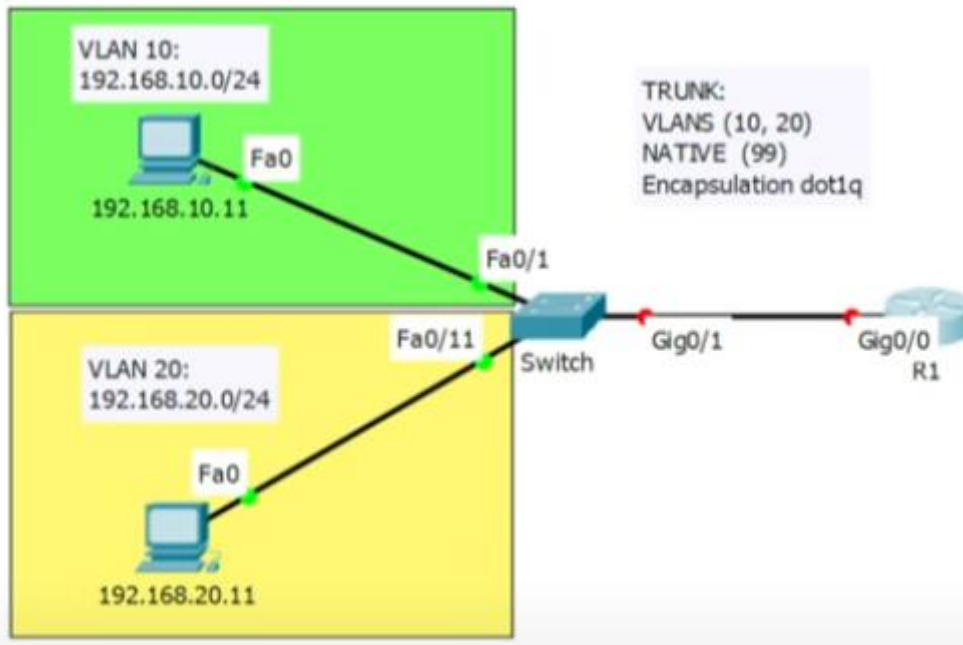 VLAN 10:
192.168.10.0/24
Fa0
192.168.10.11
TRUNK:
VLANS (10, 20)
NATIVE (99)
Encapsulation dot1q
Fa0/1
Fa0/11
Switch
Gig0/1
Gig0/0
R1
VLAN 20:
192.168.20.0/24
Fa0
192.168.20.11